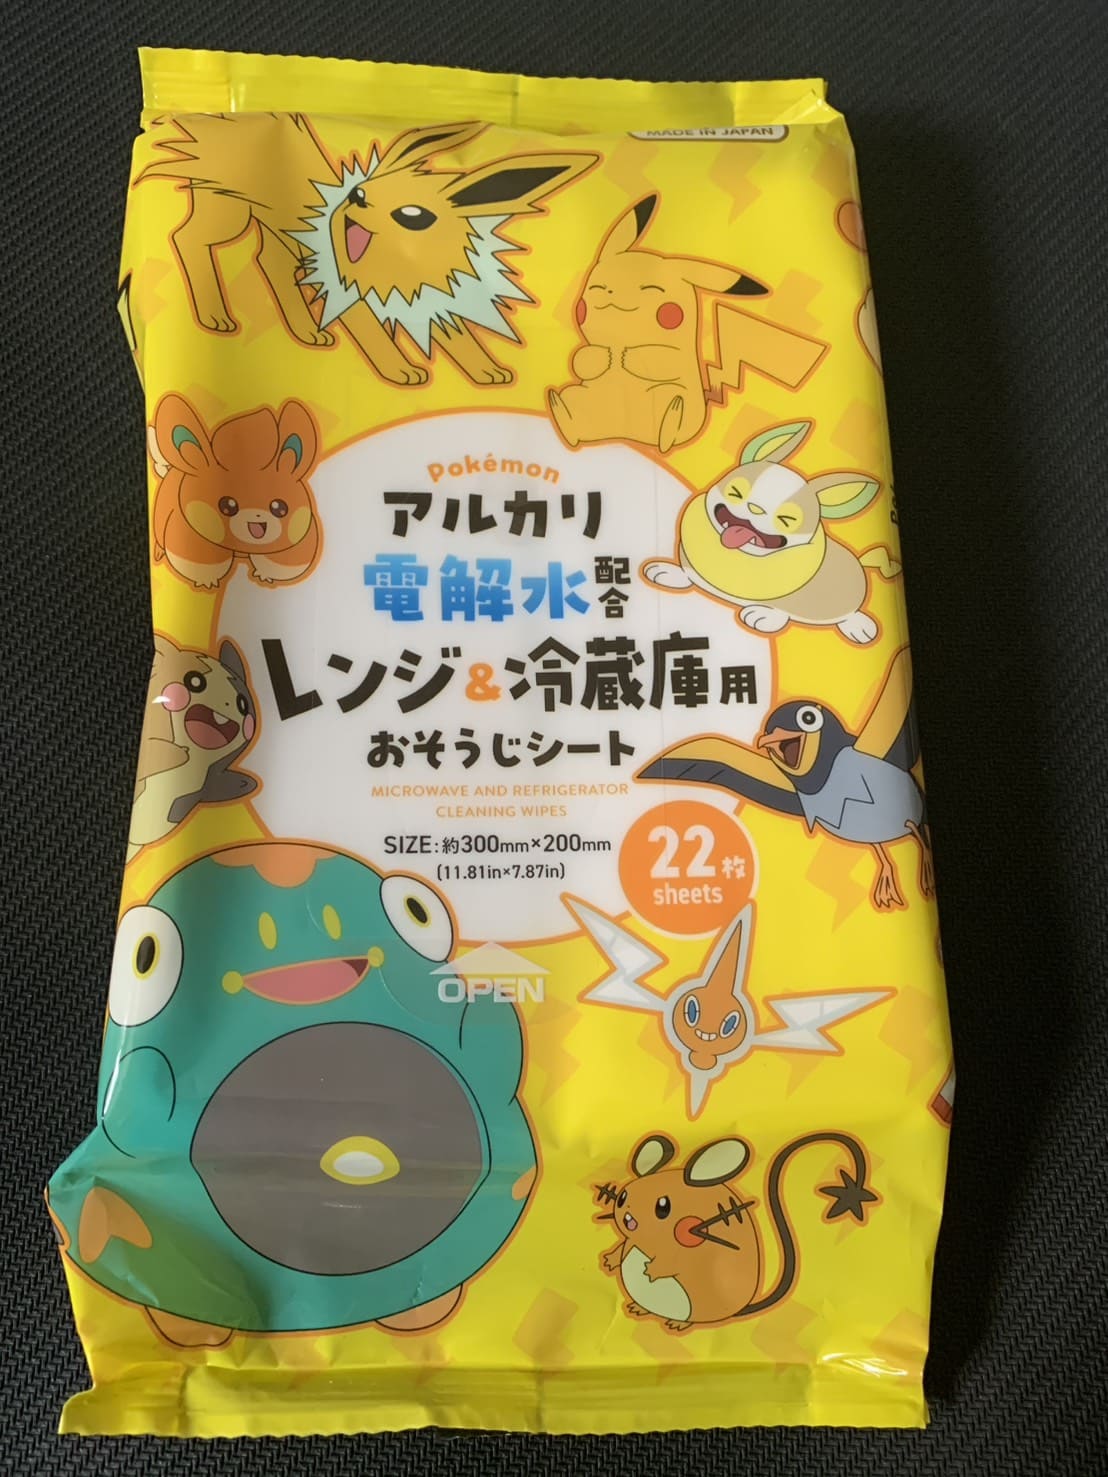 MADE IN JAPAN
Pokémon
アルカリ
電解水配合
レンジ&冷蔵庫用
おそうじシート
MICROWAVE AND REFRIGERATOR
CLEANING WIPES
SIZE:約300mm×200mm
(11.81in×7.87in)
22枚
sheets
OPEN